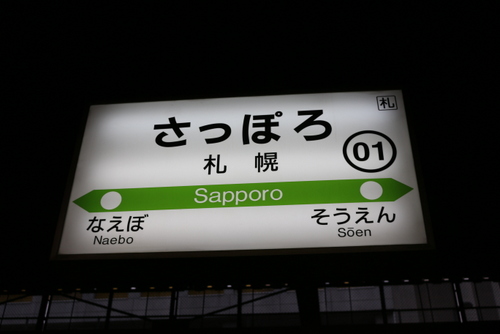 札
さっぽろ
札幌
01
Sapporo
なえぼ
Naebo
そうえん
Sōen